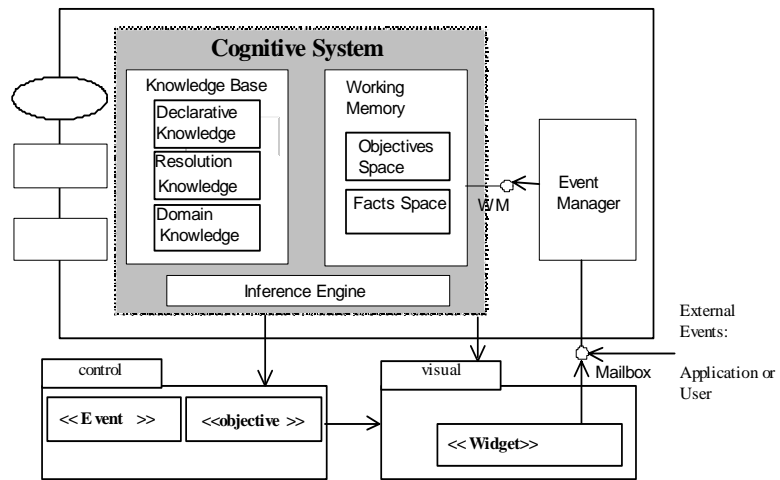 Cognitive System
Knowledge Base
Declarative
Knowledge
Resolution
Knowledge
Domain
Knowledge
Working
Memory
Objectives
Space
Facts Space
Inference Engine
WM
Event
Manager
External
Events:
Application or
User
Mailbox
control
<< Event >>
<<objective >>
visual
<< Widget>>